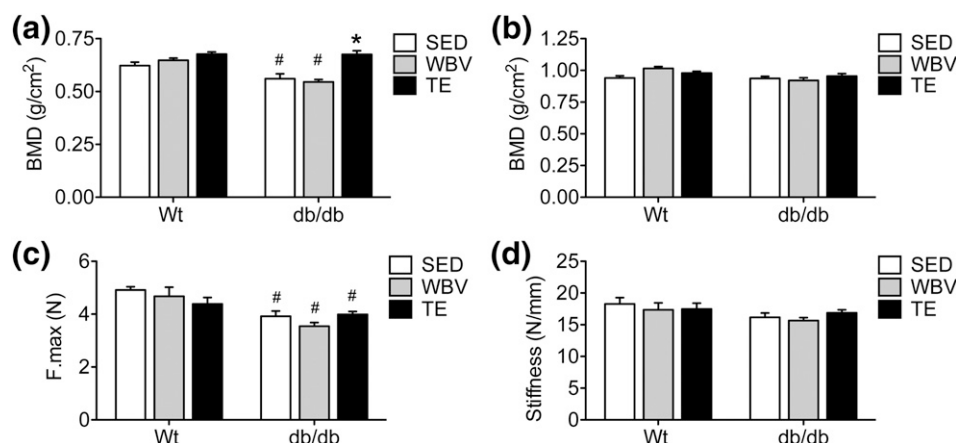 (a)
BMD (g/cm²)
0.75
0.50
0.25
0.00
# # *
SED
WBV
TE
Wt db/db
(b)
BMD (g/cm²)
1.25
1.00
0.75
0.50
0.25
0.00
SED
WBV
TE
Wt db/db
(c)
F.max (N)
6
4
2
0
# # #
SED
WBV
TE
Wt db/db
(d)
Stiffness (N/mm)
25
20
15
10
5
0
SED
WBV
TE
Wt db/db